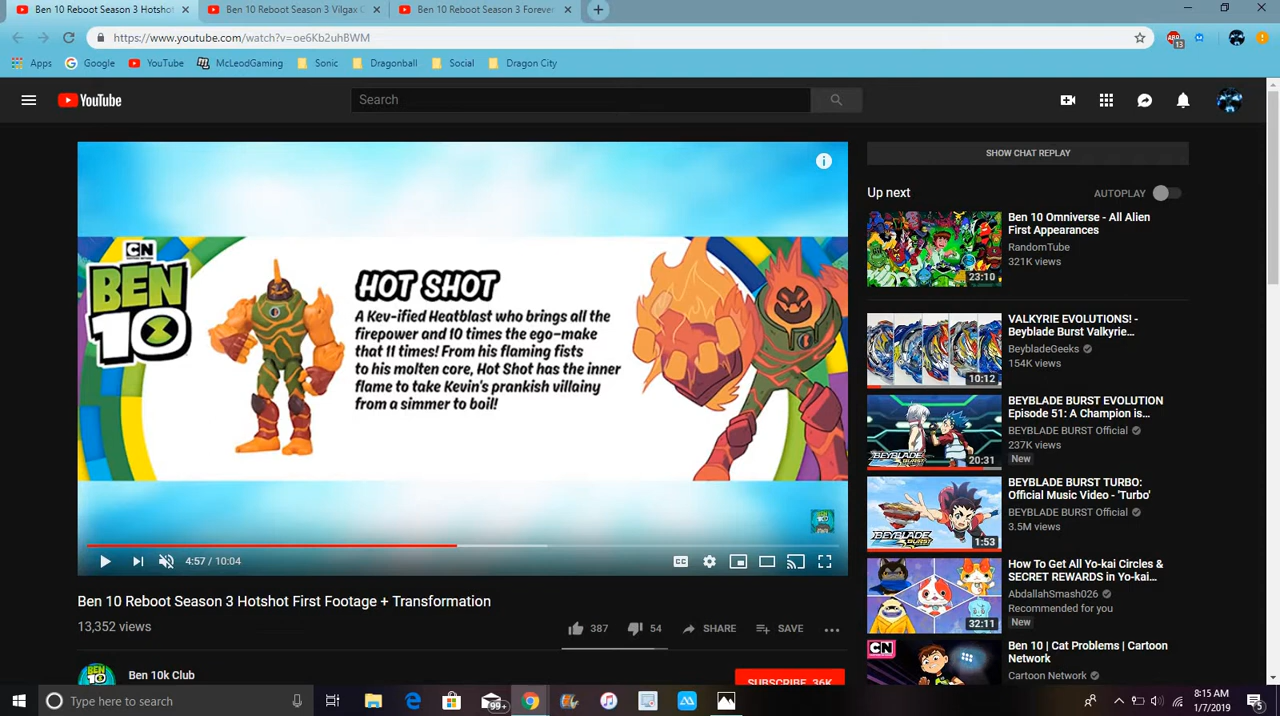 Ben 10 Reboot Season 3 Hotshot
Ben 10 Reboot Season 3 Vilgax
Ben 10 Reboot Season 3 Forever
https://www.youtube.com/watch?v=oe6Kb2uhBWM
13
Apps
Google
YouTube
McLeodGaming
Sonic
Dragonball
Social
Dragon City
YouTube
Search
CN
BEN
10
HOT SHOT
A Kev-ified Heatblast who brings all the
firepower and 10 times the ego-make
that 11 times! From his flaming fists
to his molten core, Hot Shot has the inner
flame to take Kevin's prankish villainy
from a simmer to boil!
4:57 / 10:04
CC
Ben 10 Reboot Season 3 Hotshot First Footage + Transformation
13,352 views
387
54
SHARE
SAVE
Ben 10k Club
SUBSCRIBE 36K
SHOW CHAT REPLAY
Up next
AUTOPLAY
Ben 10 Omniverse - All Alien
First Appearances
RandomTube
321K views
23:10
VALKYRIE EVOLUTIONS! -
Beyblade Burst Valkyrie...
BeybladeGeeks
154K views
10:12
BEYBLADE BURST EVOLUTION
Episode 51: A Champion is...
BEYBLADE BURST Official
237K views
New
20:31
BEYBLADE BURST TURBO:
Official Music Video - 'Turbo'
BEYBLADE BURST Official
3.5M views
1:53
How To Get All Yo-kai Circles &
SECRET REWARDS in Yo-kai...
AbdallahSmash026
Recommended for you
New
32:11
CN
Ben 10 | Cat Problems | Cartoon
Network
Cartoon Network
Type here to search
99+
8:15 AM
1/7/2019
5